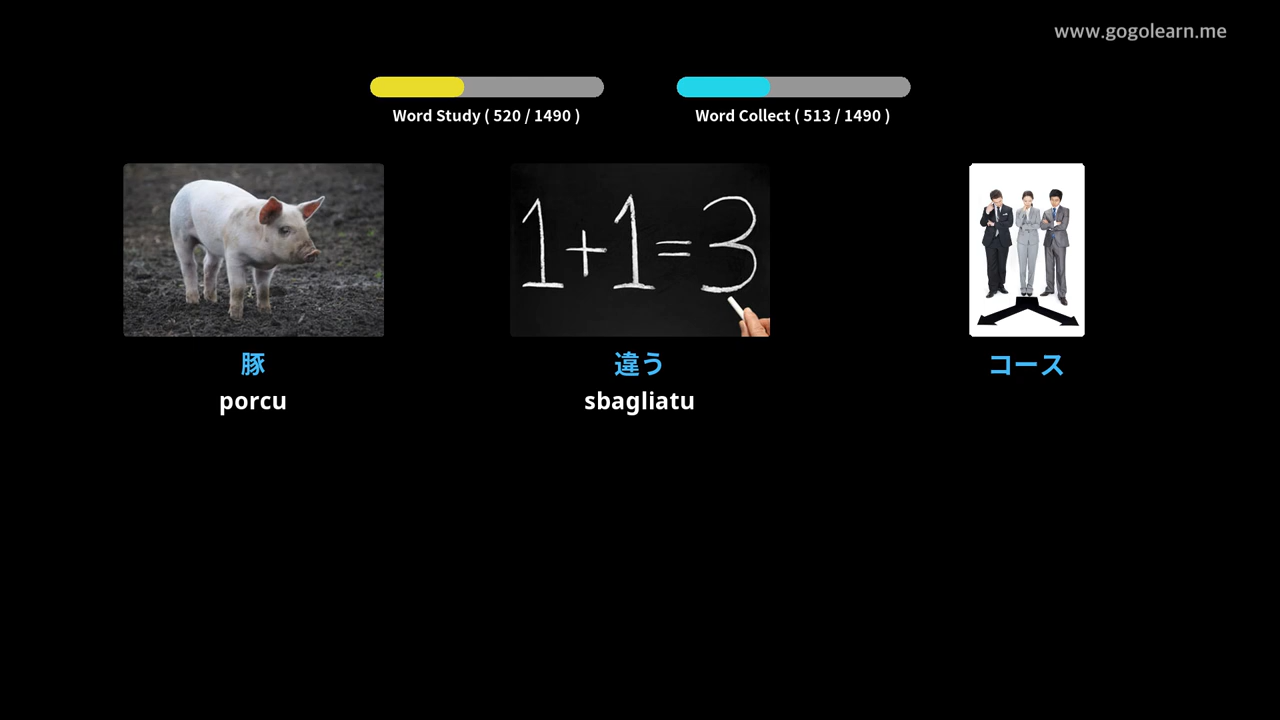 www.gogolearn.me
Word Study ( 520 / 1490 )
Word Collect ( 513 / 1490 )
1+1=3
豚
porcu
違う
sbagliatu
コース